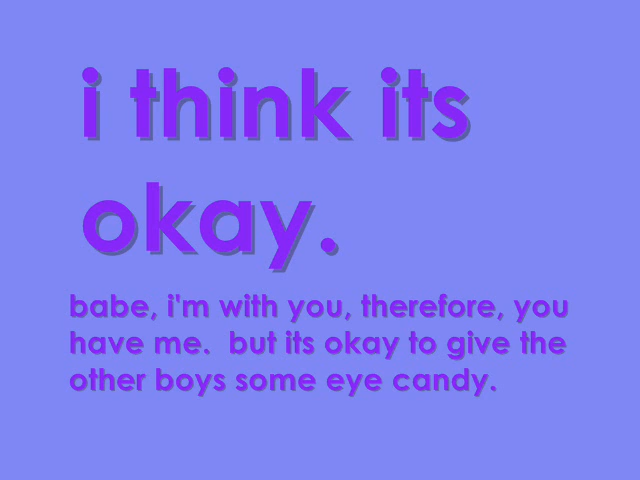 i think its
okay.
babe, i'm with you, therefore, you
have me.  but its okay to give the
other boys some eye candy.